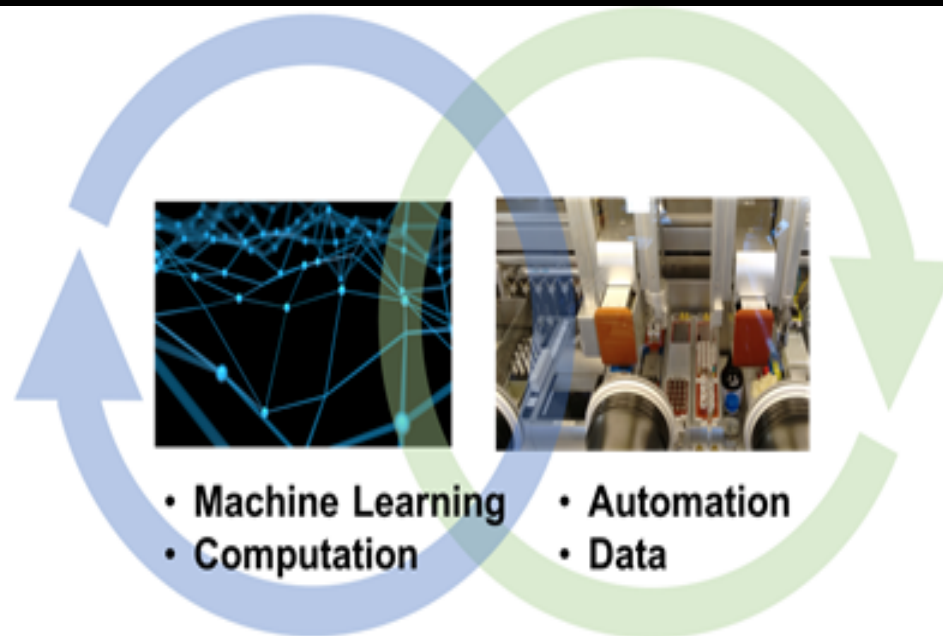 • Machine Learning
• Computation
• Automation
• Data